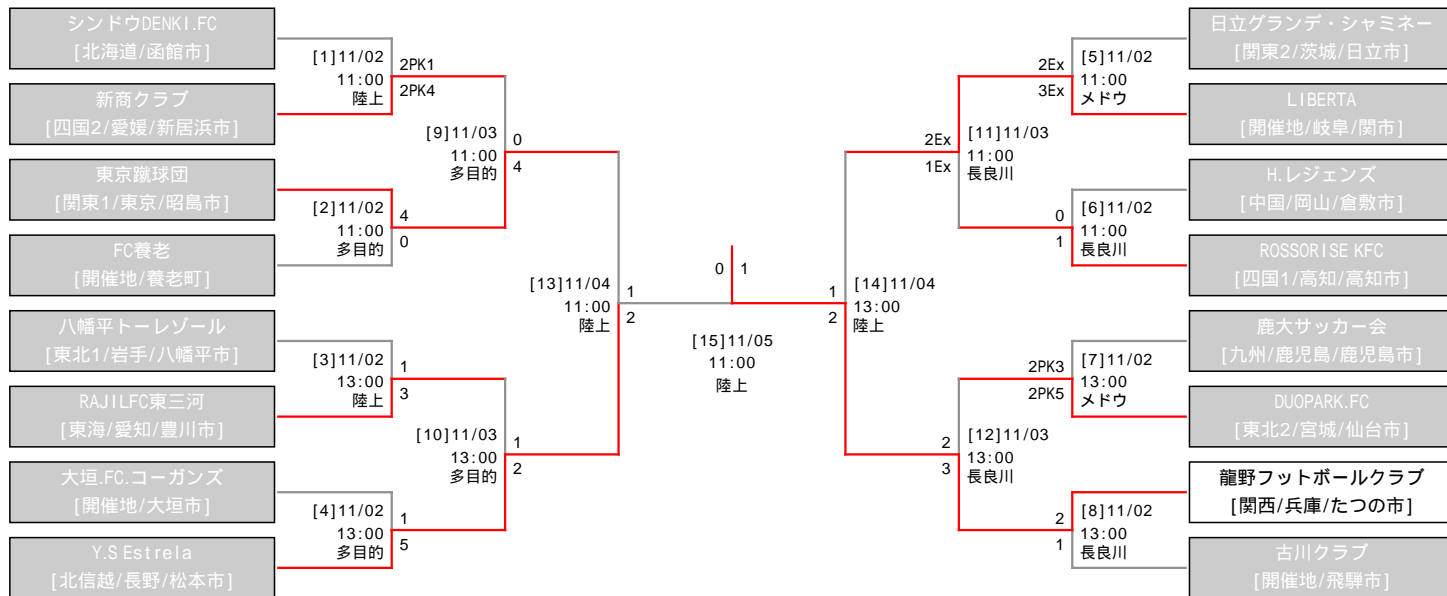 シンドウDENKI.FC
[北海道/函館市]
[1]11/02
11:00
陸上
2PK1
2PK4
新商クラブ
[四国2/愛媛/新居浜市]
[9]11/03
11:00
多目的
0
4
東京蹴球団
[関東1/東京/昭島市]
[2]11/02
11:00
多目的
4
0
FC養老
[開催地/養老町]
[13]11/04
11:00
陸上
1
2
八幡平トーレゾール
[東北1/岩手/八幡平市]
[3]11/02
13:00
陸上
1
3
RAJILFC東三河
[東海/愛知/豊川市]
[10]11/03
13:00
多目的
1
2
大垣.FC.コーガンズ
[開催地/大垣市]
[4]11/02
13:00
多目的
1
5
Y.S Estrela
[北信越/長野/松本市]
0
1
[15]11/05
11:00
陸上
日立グランデ・シャミネー
[関東2/茨城/日立市]
2Ex
3Ex
[5]11/02
11:00
メドウ
LIBERTA
[開催地/岐阜/関市]
2Ex
1Ex
[11]11/03
11:00
長良川
H.レジェンズ
[中国/岡山/倉敷市]
0
1
[6]11/02
11:00
長良川
ROSSORISE KFC
[四国1/高知/高知市]
1
2
[14]11/04
13:00
陸上
鹿大サッカー会
[九州/鹿児島/鹿児島市]
2PK3
2PK5
[7]11/02
13:00
メドウ
DUOPARK.FC
[東北2/宮城/仙台市]
2
3
[12]11/03
13:00
長良川
龍野フットボールクラブ
[関西/兵庫/たつの市]
2
1
[8]11/02
13:00
長良川
古川クラブ
[開催地/飛騨市]